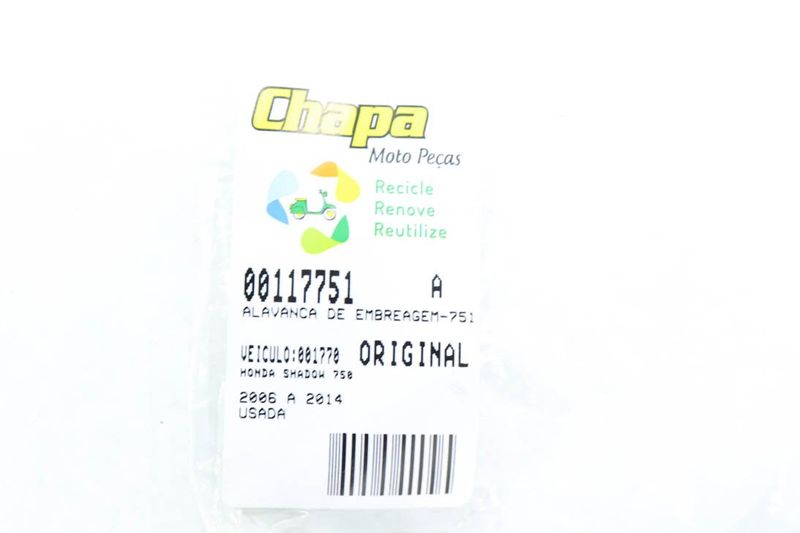 Chapa
Moto Peças
Recicle
Renove
Reutilize
00117751 A
ALAVANCA DE EMBREAGEM-751
VEICULO:001770 ORIGINAL
HONDA SHADOW 750
2006 A 2014
USADA